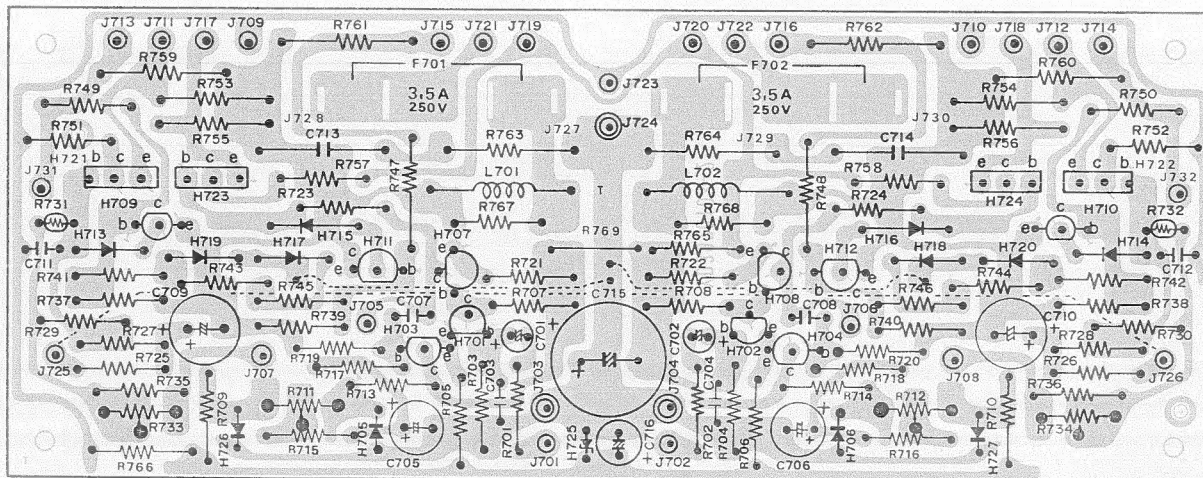 J713 J711 J717 J709 R761 J715 J721 J719 J720 J722 J716 R762 J710 J718 J712 J714
R759 F701 F702 R760
R749 R753 3,5A 250V J723 3,5A 250V R754 R750
R751 R755 J728 C713 R763 J727 J724 R764 J729 C714 J730 R756 R752
H721 b c e b c e R757 R747 R758 e c b e c b H722
J731 H723 R723 L701 T L702 R748 R724 H724 J732
R731 H709 c b e R767 R768 H710 c e b R732
H713 H719 H717 H715 H711 c e b H707 e c b R769 R765 H716 H718 H720 H714
C711 R741 R743 R721 R722 c e b H712 c b e R744 C712 R742
R737 C709 R745 J705 C707 R707 C715 R708 H708 C708 J706 R746 C710 R738
R729 R727 R739 H703 b e c H701 b c e C701 C702 H702 b c e H704 e b c R740 R728 R730
J725 R725 J707 R719 R717 R703 C703 J703 J704 C704 R720 R718 J708 R726 J726
R735 R709 R711 R713 R705 R701 R702 R704 R706 R714 R712 R710 R736
R733 H726 R715 H705 C705 J701 H725 C716 J702 C706 H706 R716 H727 R734
R766